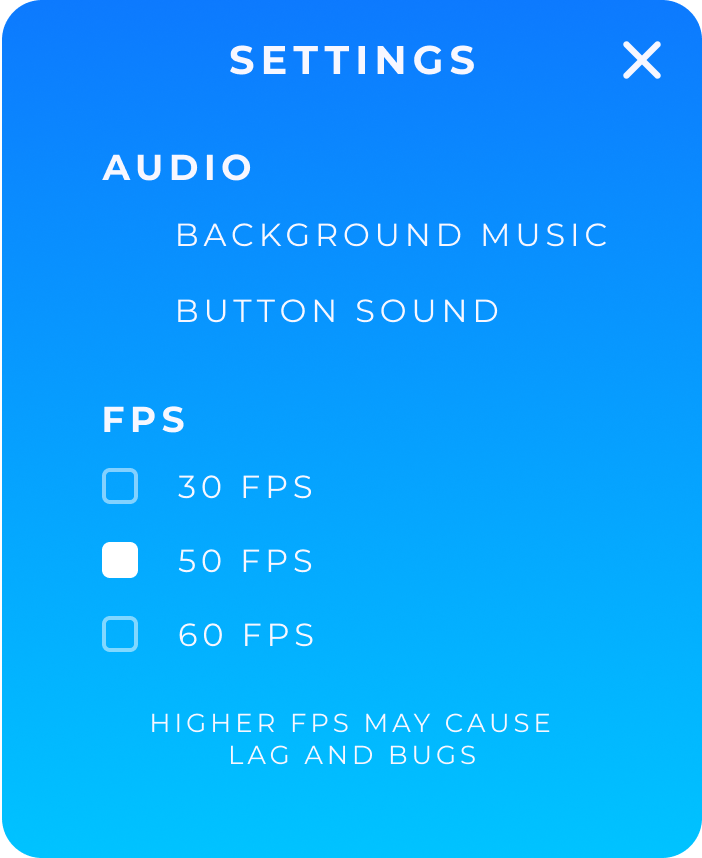 SETTINGS
AUDIO
BACKGROUND MUSIC
BUTTON SOUND
FPS
30 FPS
50 FPS
60 FPS
HIGHER FPS MAY CAUSE
LAG AND BUGS